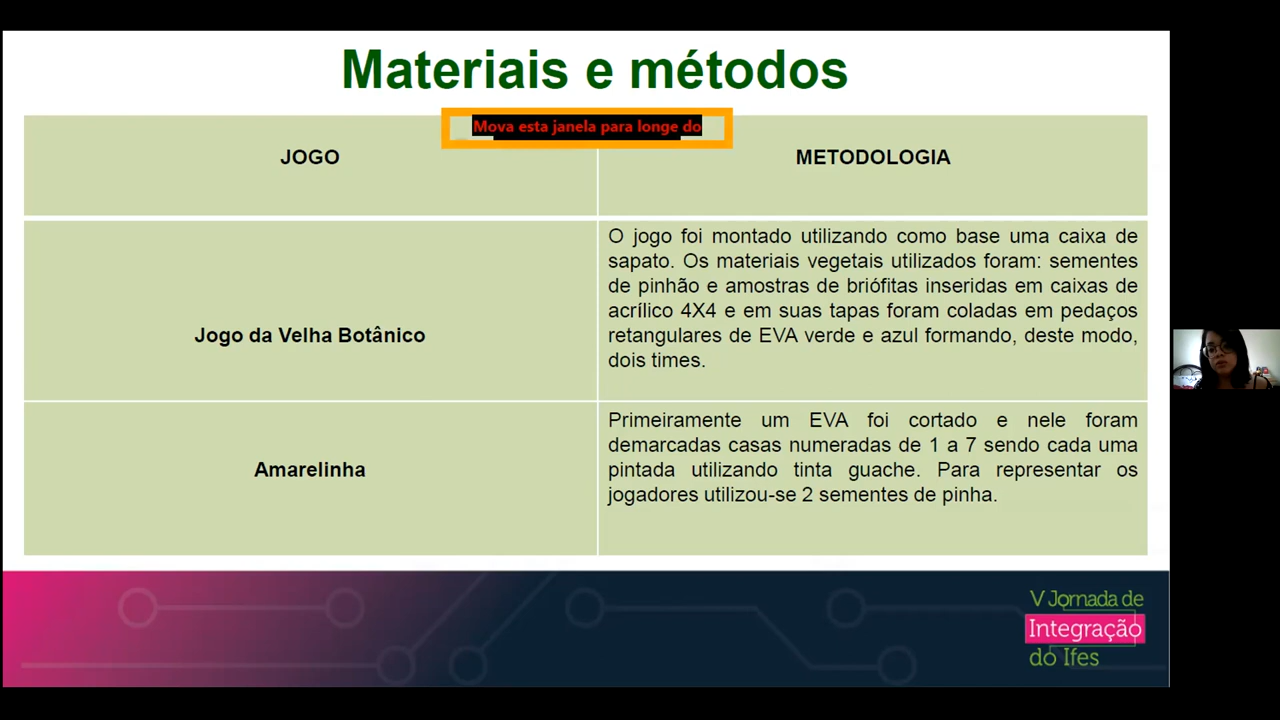 Materiais e métodos
Mova esta janela para longe do
JOGO
METODOLOGIA
Jogo da Velha Botânico
O jogo foi montado utilizando como base uma caixa de
sapato. Os materiais vegetais utilizados foram: sementes
de pinhão e amostras de briófitas inseridas em caixas de
acrílico 4X4 e em suas tapas foram coladas em pedaços
retangulares de EVA verde e azul formando, deste modo,
dois times.
Amarelinha
Primeiramente um EVA foi cortado e nele foram
demarcadas casas numeradas de 1 a 7 sendo cada uma
pintada utilizando tinta guache. Para representar os
jogadores utilizou-se 2 sementes de pinha.
V Jornada de
Integração
do Ifes